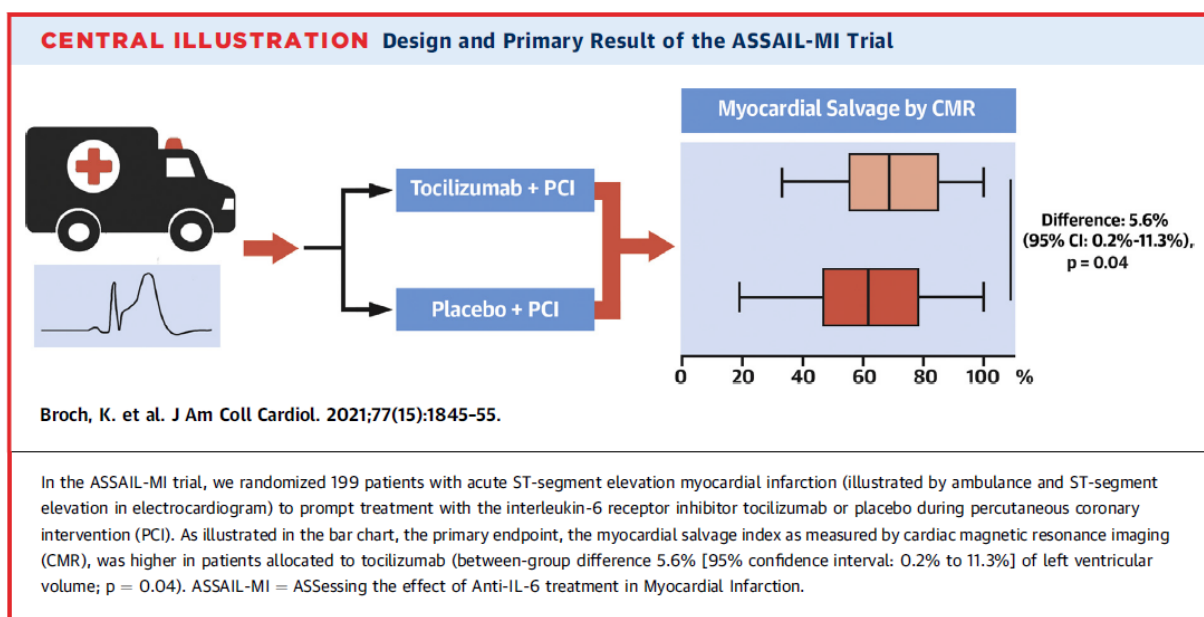 CENTRAL ILLUSTRATION Design and Primary Result of the ASSAIL-MI Trial
Myocardial Salvage by CMR
Tocilizumab + PCI
Placebo + PCI
Difference: 5.6%
(95% CI: 0.2%-11.3%),
p = 0.04
0 20 40 60 80 100 %
Broch, K. et al. J Am Coll Cardiol. 2021;77(15):1845–55.
In the ASSAIL-MI trial, we randomized 199 patients with acute ST-segment elevation myocardial infarction (illustrated by ambulance and ST-segment
elevation in electrocardiogram) to prompt treatment with the interleukin-6 receptor inhibitor tocilizumab or placebo during percutaneous coronary
intervention (PCI). As illustrated in the bar chart, the primary endpoint, the myocardial salvage index as measured by cardiac magnetic resonance imaging
(CMR), was higher in patients allocated to tocilizumab (between-group difference 5.6% [95% confidence interval: 0.2% to 11.3%] of left ventricular
volume; p = 0.04). ASSAIL-MI = ASSessing the effect of Anti-IL-6 treatment in Myocardial Infarction.